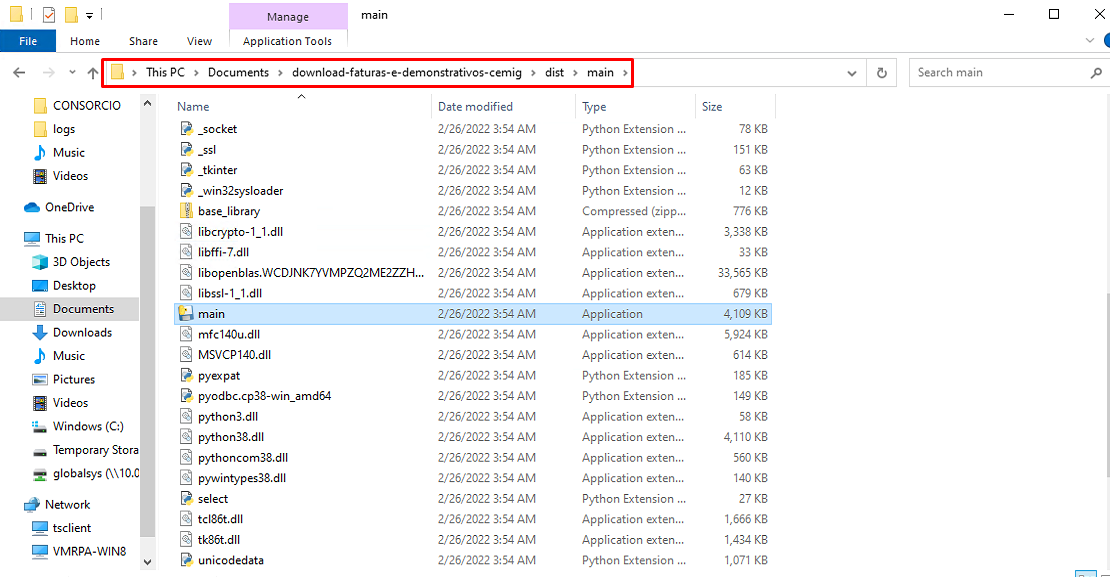 Manage
main
File
Home
Share
View
Application Tools
This PC
Documents
download-faturas-e-demonstrativos-cemig
dist
main
Search main
CONSORCIO
logs
Music
Videos
OneDrive
This PC
3D Objects
Desktop
Documents
Downloads
Music
Pictures
Videos
Windows (C:)
Temporary Stora
globalsys (\\10.0
Network
tsclient
VMRPA-WIN8
Name Date modified Type Size
_socket 2/26/2022 3:54 AM Python Extension ... 78 KB
_ssl 2/26/2022 3:54 AM Python Extension ... 151 KB
_tkinter 2/26/2022 3:54 AM Python Extension ... 63 KB
_win32sysloader 2/26/2022 3:54 AM Python Extension ... 12 KB
base_library 2/26/2022 3:54 AM Compressed (zipp... 776 KB
libcrypto-1_1.dll 2/26/2022 3:54 AM Application exten... 3,338 KB
libffi-7.dll 2/26/2022 3:54 AM Application exten... 33 KB
libopenblas.WCDJNK7YVMPZQ2ME2ZZH... 2/26/2022 3:54 AM Application exten... 33,565 KB
libssl-1_1.dll 2/26/2022 3:54 AM Application exten... 679 KB
main 2/26/2022 3:54 AM Application 4,109 KB
mfc140u.dll 2/26/2022 3:54 AM Application exten... 5,924 KB
MSVCP140.dll 2/26/2022 3:54 AM Application exten... 614 KB
pyexpat 2/26/2022 3:54 AM Python Extension ... 185 KB
pyodbc.cp38-win_amd64 2/26/2022 3:54 AM Python Extension ... 149 KB
python3.dll 2/26/2022 3:54 AM Application exten... 58 KB
python38.dll 2/26/2022 3:54 AM Application exten... 4,110 KB
pythoncom38.dll 2/26/2022 3:54 AM Application exten... 560 KB
pywintypes38.dll 2/26/2022 3:54 AM Application exten... 140 KB
select 2/26/2022 3:54 AM Python Extension ... 27 KB
tcl86t.dll 2/26/2022 3:54 AM Application exten... 1,666 KB
tk86t.dll 2/26/2022 3:54 AM Application exten... 1,434 KB
unicodedata 2/26/2022 3:54 AM Python Extension ... 1,071 KB